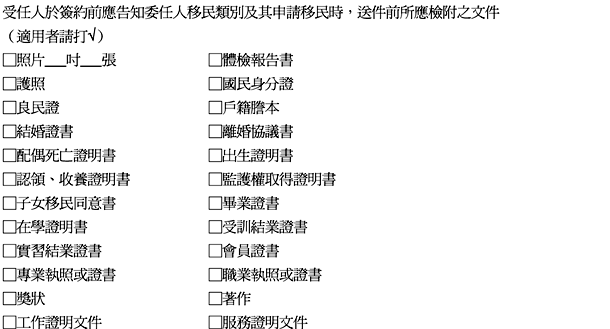 受任人於簽約前應告知委任人移民類別及其申請移民時，送件前所應檢附之文件
（適用者請打√）
□照片___吋___張 □體檢報告書
□護照 □國民身分證
□良民證 □戶籍謄本
□結婚證書 □離婚協議書
□配偶死亡證明書 □出生證明書
□認領、收養證明書 □監護權取得證明書
□子女移民同意書 □畢業證書
□在學證明書 □受訓結業證書
□實習結業證書 □會員證書
□專業執照或證書 □職業執照或證書
□獎狀 □著作
□工作證明文件 □服務證明文件